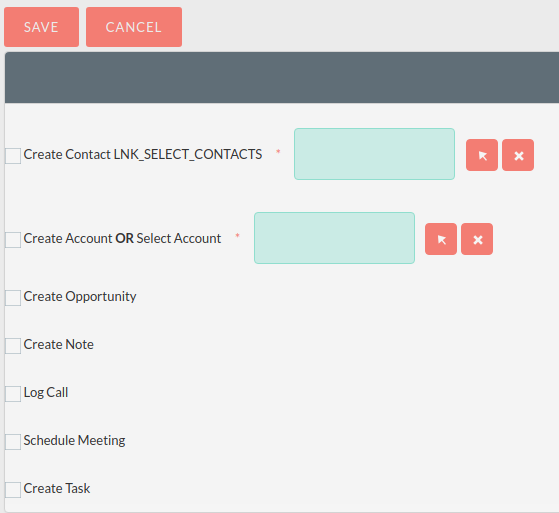 SAVE CANCEL
Create Contact LNK_SELECT_CONTACTS *
Create Account OR Select Account *
Create Opportunity
Create Note
Log Call
Schedule Meeting
Create Task